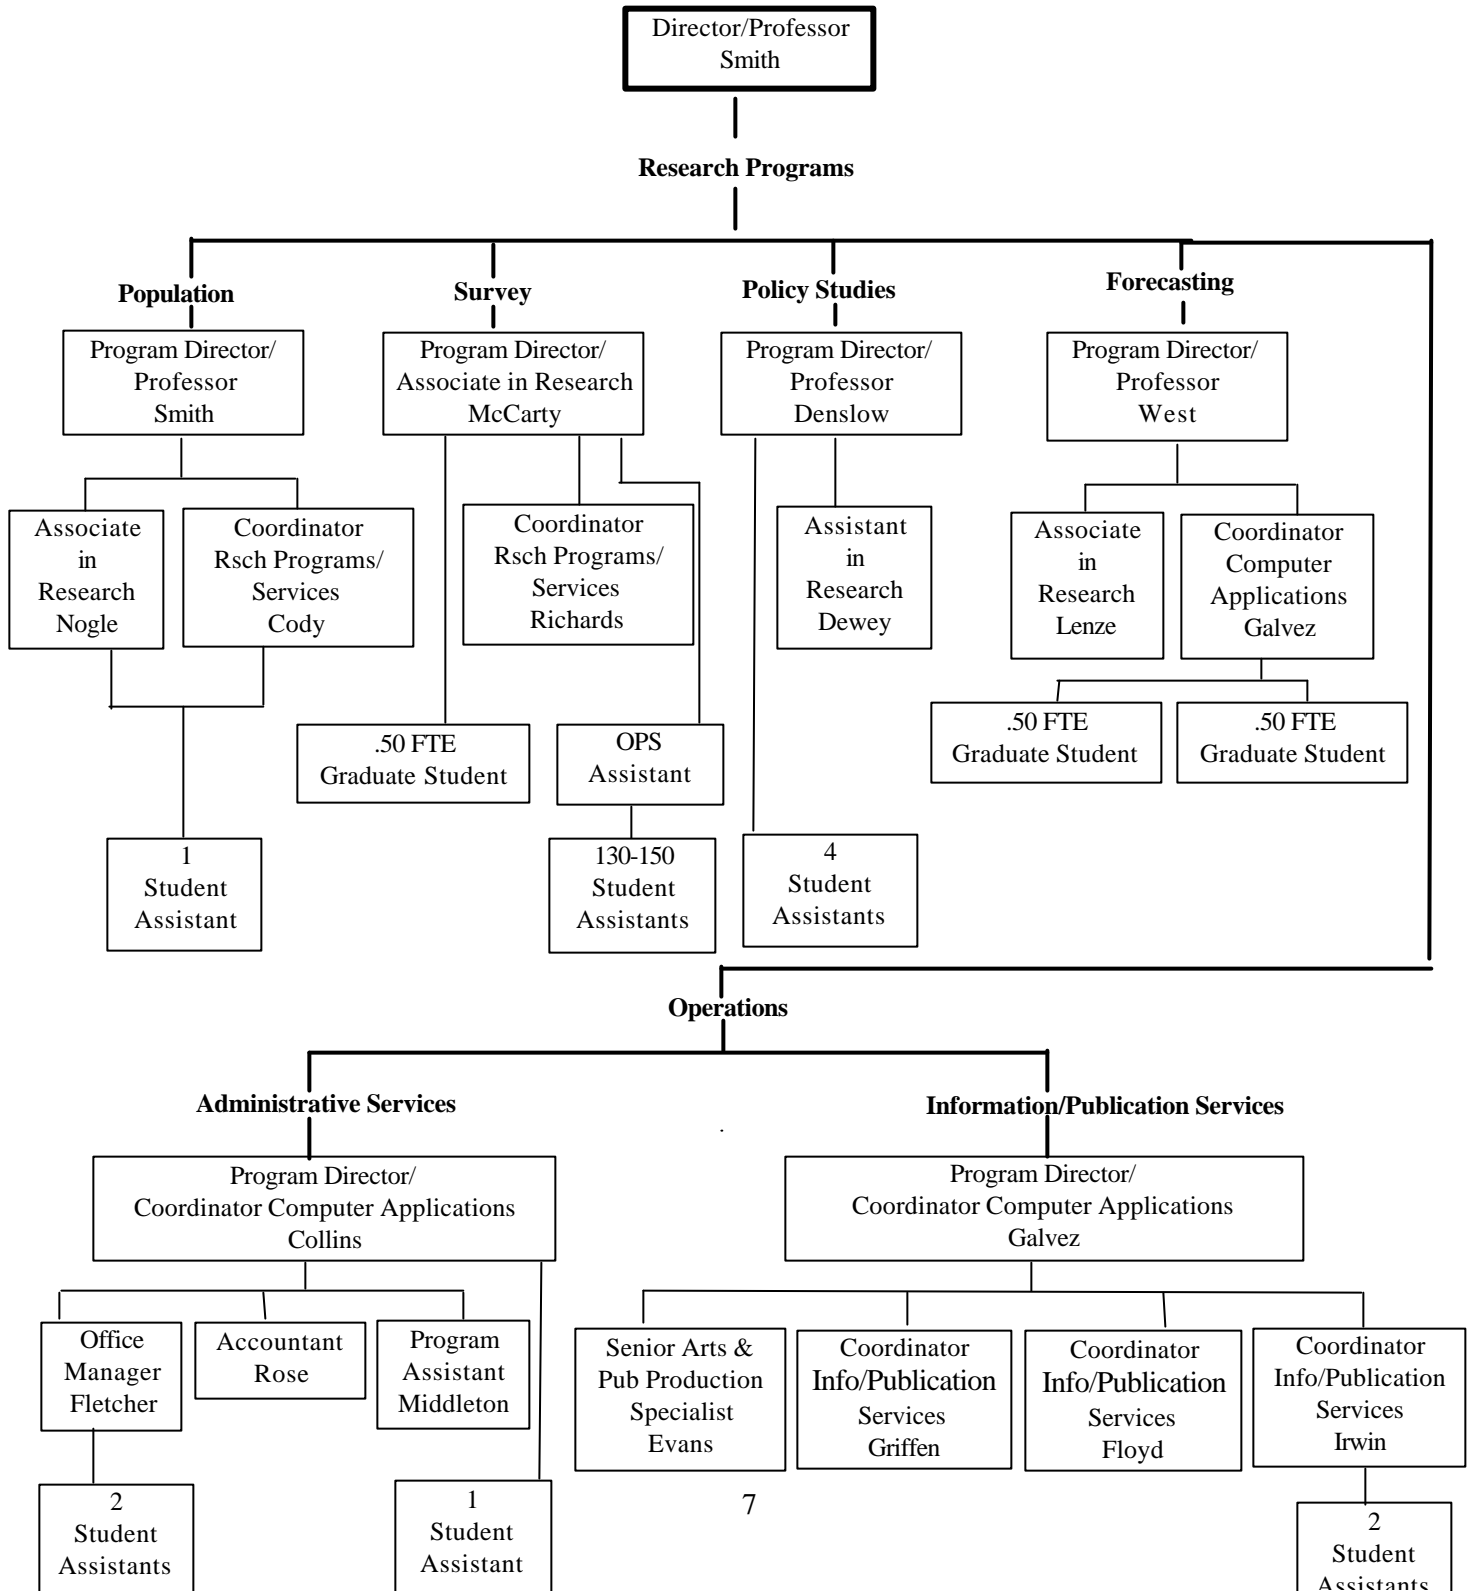 Director/Professor
Smith
Research Programs
Population
Survey
Policy Studies
Forecasting
Program Director/
Professor
Smith
Program Director/
Associate in Research
McCarty
Program Director/
Professor
Denslow
Program Director/
Professor
West
Associate
in
Research
Nogle
Coordinator
Rsch Programs/
Services
Cody
Coordinator
Rsch Programs/
Services
Richards
Assistant
in
Research
Dewey
Associate
in
Research
Lenze
Coordinator
Computer
Applications
Galvez
.50 FTE
Graduate Student
OPS
Assistant
.50 FTE
Graduate Student
.50 FTE
Graduate Student
1
Student
Assistant
130-150
Student
Assistants
4
Student
Assistants
Operations
Administrative Services
Information/Publication Services
Program Director/
Coordinator Computer Applications
Collins
Program Director/
Coordinator Computer Applications
Galvez
Office
Manager
Fletcher
Accountant
Rose
Program
Assistant
Middleton
Senior Arts &
Pub Production
Specialist
Evans
Coordinator
Info/Publication
Services
Griffen
Coordinator
Info/Publication
Services
Floyd
Coordinator
Info/Publication
Services
Irwin
2
Student
Assistants
1
Student
Assistant
7
2
Student
Assistants